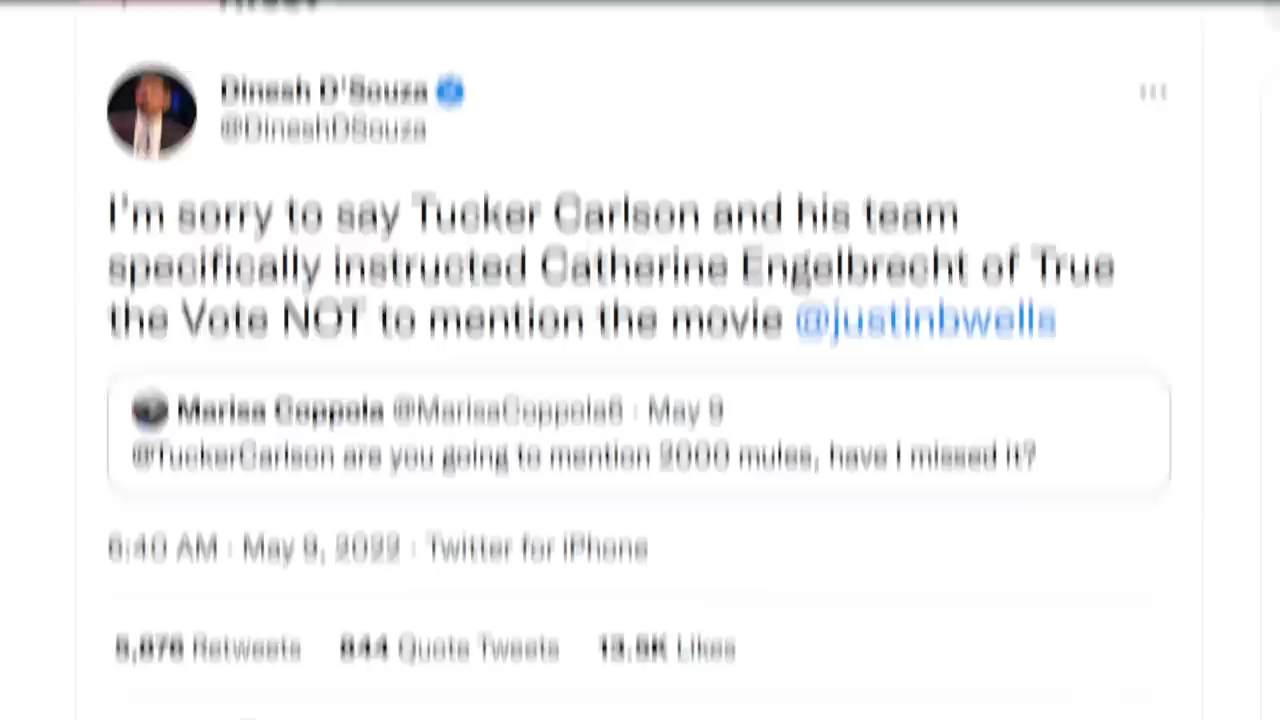 Tweet
Dinesh D'Souza
@DineshDSouza
I'm sorry to say Tucker Carlson and his team
specifically instructed Catherine Engelbrecht of True
the Vote NOT to mention the movie @justinbwells
Marisa Coppola @MarisaCoppola6 · May 9
@TuckerCarlson are you going to mention 2000 mules, have I missed it?
6:40 AM · May 9, 2022 · Twitter for iPhone
Retweets 844 Quote Tweets Likes